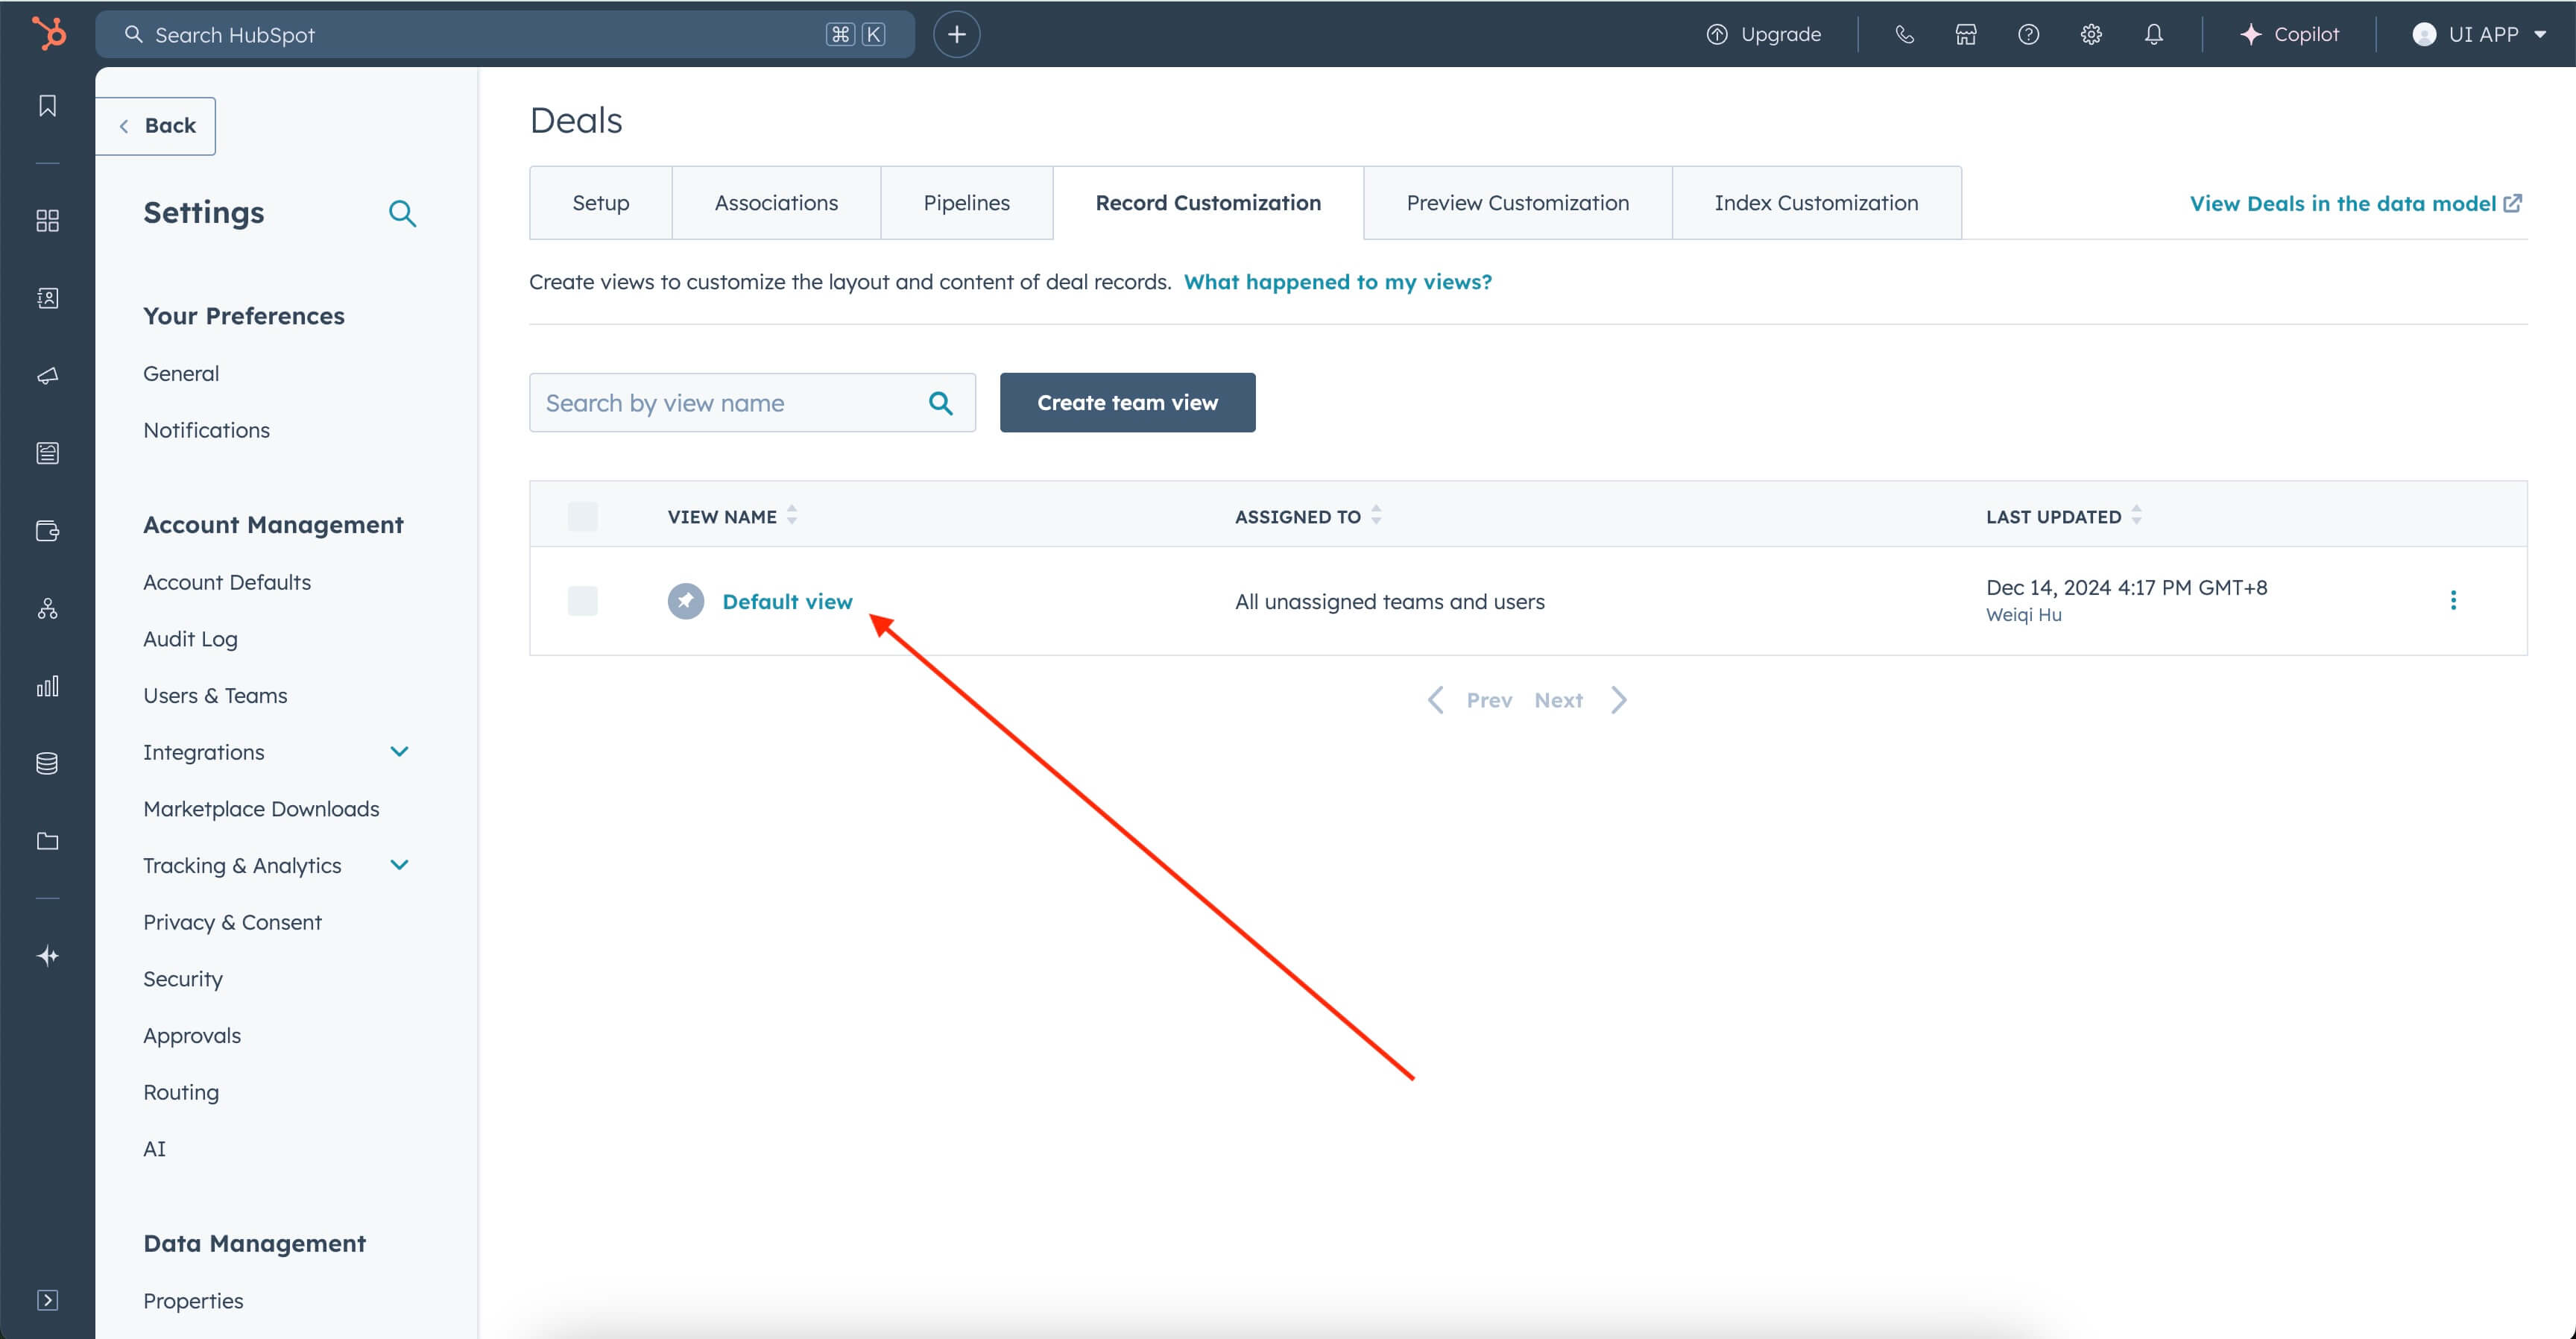 Search HubSpot ⌘ K
Upgrade
Copilot
UI APP
Back
Settings
Your Preferences
General
Notifications
Account Management
Account Defaults
Audit Log
Users & Teams
Integrations
Marketplace Downloads
Tracking & Analytics
Privacy & Consent
Security
Approvals
Routing
AI
Data Management
Properties
Deals
Setup
Associations
Pipelines
Record Customization
Preview Customization
Index Customization
View Deals in the data model
Create views to customize the layout and content of deal records. What happened to my views?
Search by view name
Create team view
VIEW NAME
ASSIGNED TO
LAST UPDATED
Default view
All unassigned teams and users
Dec 14, 2024 4:17 PM GMT+8
Weiqi Hu
Prev Next